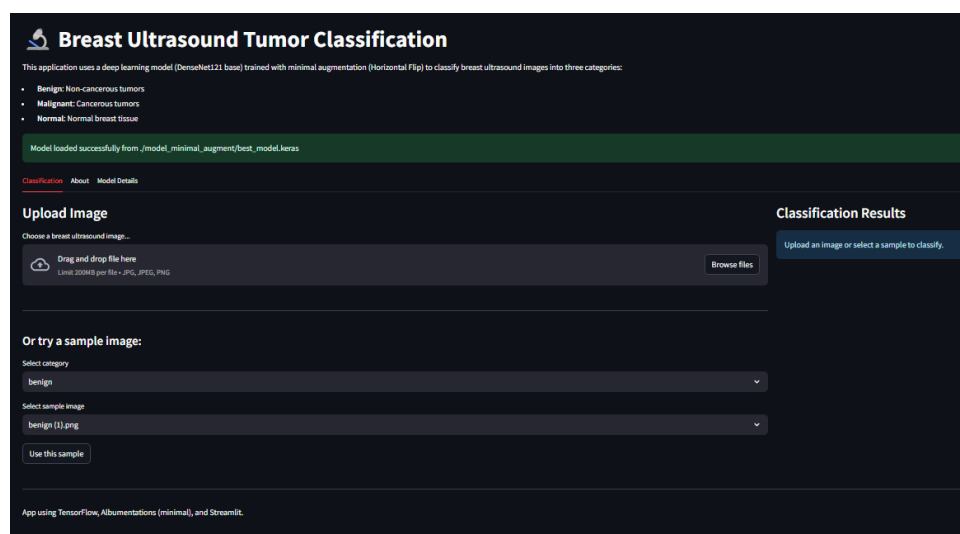 Breast Ultrasound Tumor Classification
This application uses a deep learning model (DenseNet121 base) trained with minimal augmentation (Horizontal Flip) to classify breast ultrasound images into three categories:
• Benign: Non-cancerous tumors
• Malignant: Cancerous tumors
• Normal: Normal breast tissue
Model loaded successfully from ./model_minimal_augment/best_model.keras
Classification About Model Details
Upload Image
Choose a breast ultrasound image...
Drag and drop file here
Limit 200MB per file • JPG, JPEG, PNG
Browse files
Or try a sample image:
Select category
benign
Select sample image
benign (1).png
Use this sample
Classification Results
Upload an image or select a sample to classify.
App using TensorFlow, Albumentations (minimal), and Streamlit.